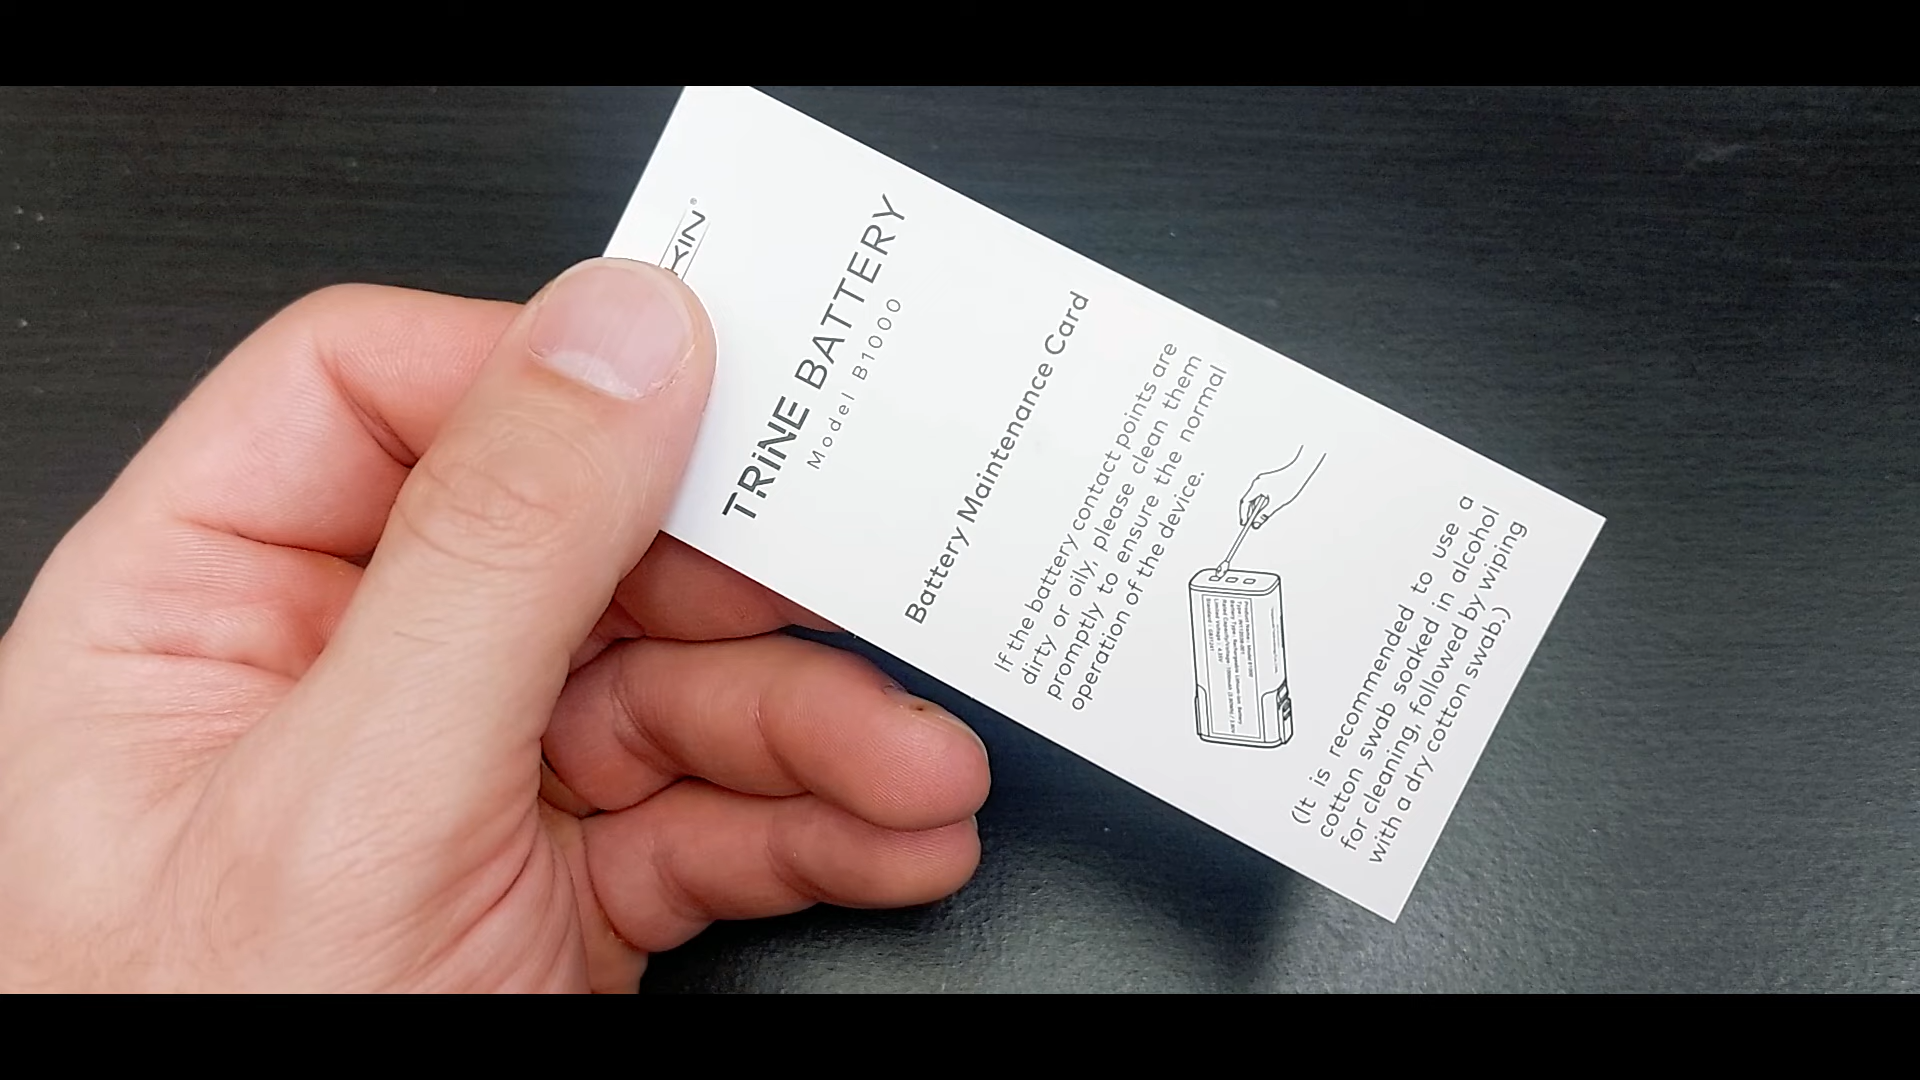 KIN®
TRINE BATTERY
Model B1000
Battery Maintenance Card
If the battery contact points are
dirty or oily, please clean them
promptly to ensure the normal
operation of the device.
(It is recommended to use a
cotton swab soaked in alcohol
for cleaning, followed by wiping
with a dry cotton swab.)